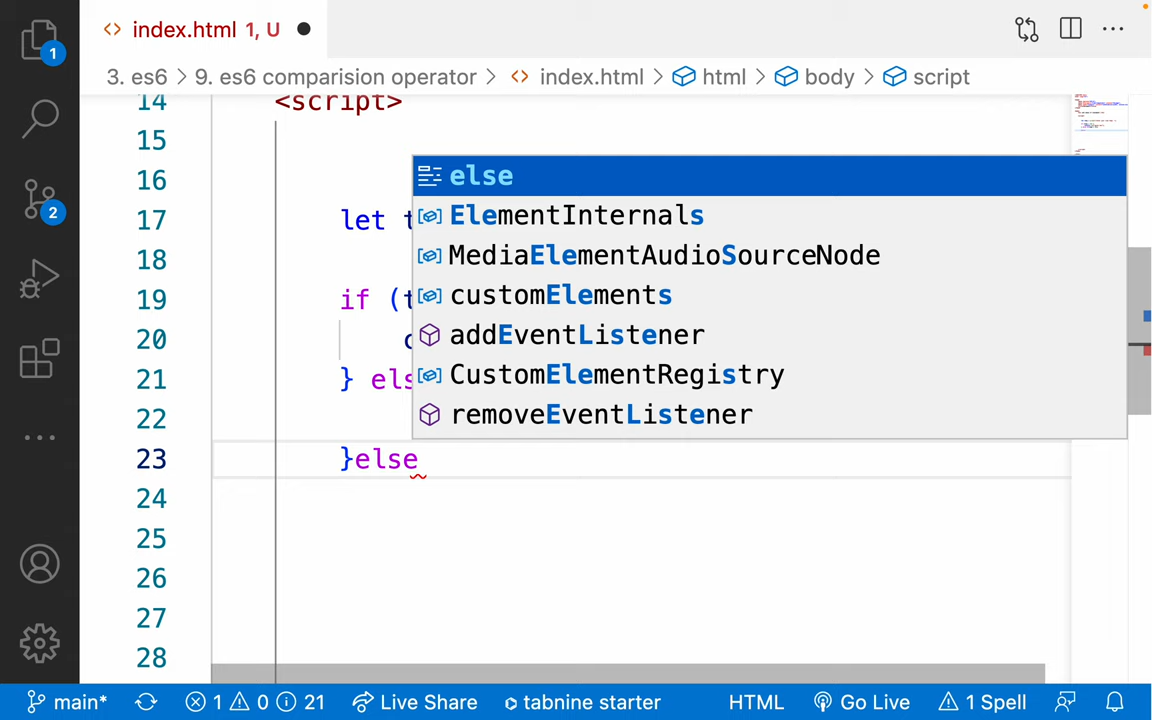 1
2
index.html 1, U
3. es6 > 9. es6 comparision operator > index.html > html > body > script
14 <script>
15
16
17 let t
18
19 if (t
20 c
21 } els
22
23 }else
24
25
26
27
28
else
ElementInternals
MediaElementAudioSourceNode
customElements
addEventListener
CustomElementRegistry
removeEventListener
main* 1 0 21 Live Share tabnine starter HTML Go Live 1 Spell